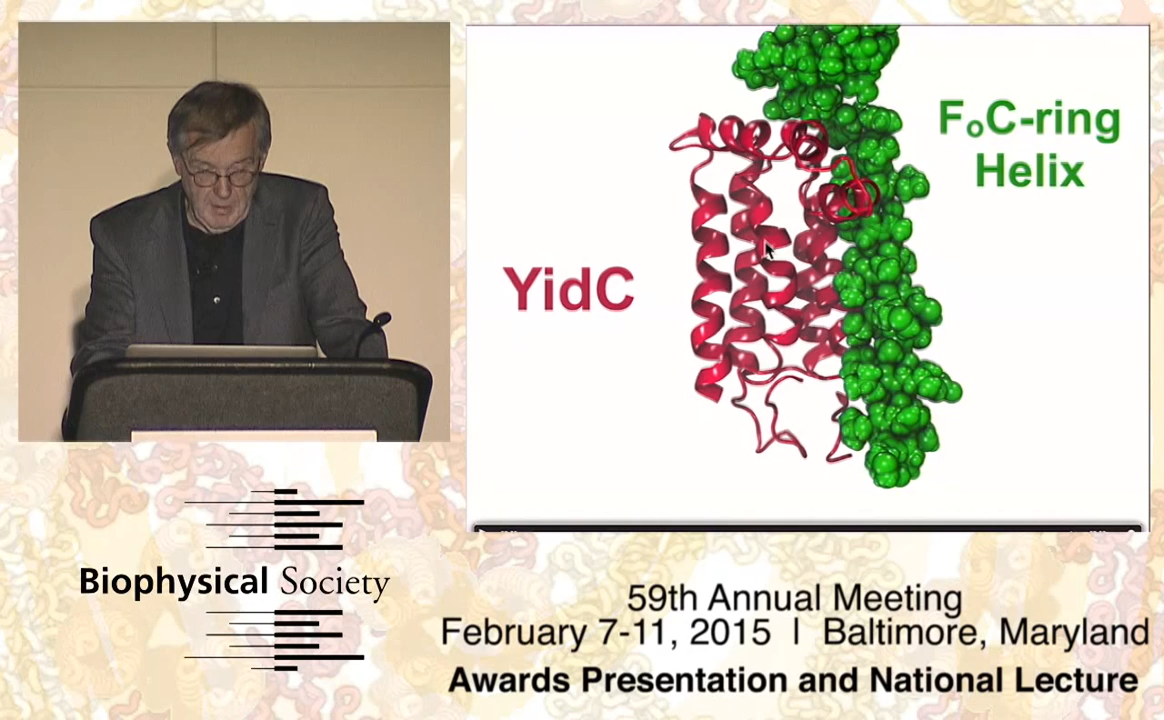 FₒC-ring
Helix
YidC
Biophysical Society
59th Annual Meeting
February 7-11, 2015 | Baltimore, Maryland
Awards Presentation and National Lecture